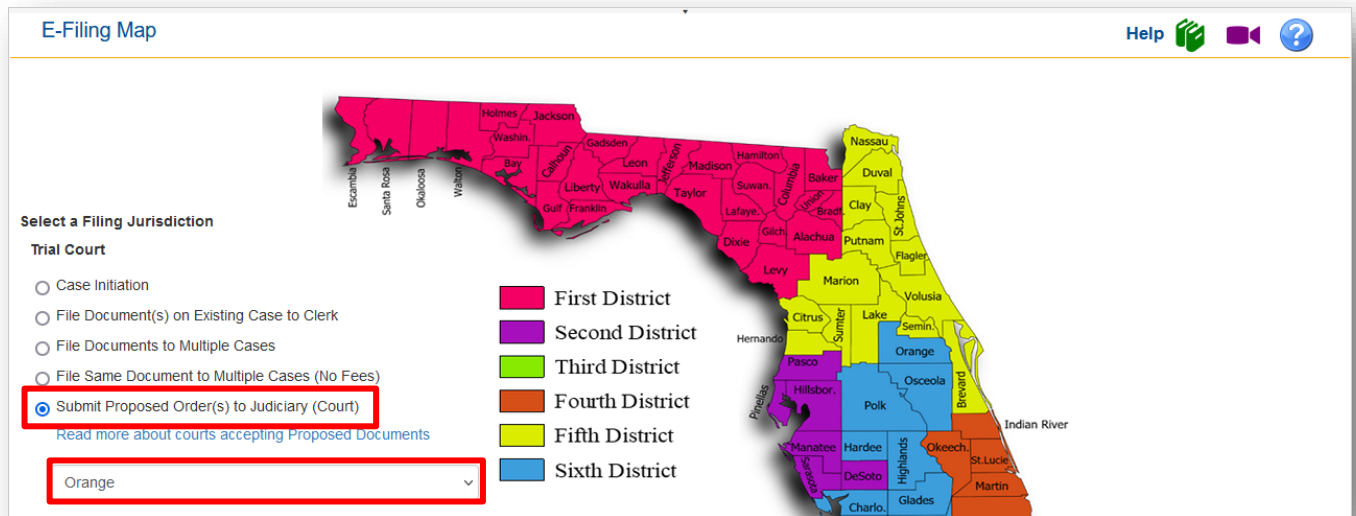 E-Filing Map
Help
?
Select a Filing Jurisdiction
Trial Court
Case Initiation
File Document(s) on Existing Case to Clerk
File Documents to Multiple Cases
File Same Document to Multiple Cases (No Fees)
Submit Proposed Order(s) to Judiciary (Court)
Read more about courts accepting Proposed Documents
Orange
First District
Second District
Third District
Fourth District
Fifth District
Sixth District
Escambia
Santa Rosa
Okaloosa
Walton
Holmes
Jackson
Washin.
Bay
Calhoun
Gulf
Gadsden
Liberty
Franklin
Leon
Wakulla
Jefferson
Madison
Taylor
Hamilton
Suwan.
Lafaye.
Dixie
Columbia
Gilch.
Levy
Baker
Union
Bradf.
Alachua
Nassau
Duval
Clay
St.Johns
Putnam
Flagler
Marion
Volusia
Citrus
Sumter
Lake
Semin.
Hernando
Orange
Pasco
Osceola
Brevard
Pinellas
Hillsbor.
Polk
Indian River
Manatee
Hardee
Highlands
Okeech.
St.Lucie
Sarasota
DeSoto
Martin
Charlo.
Glades